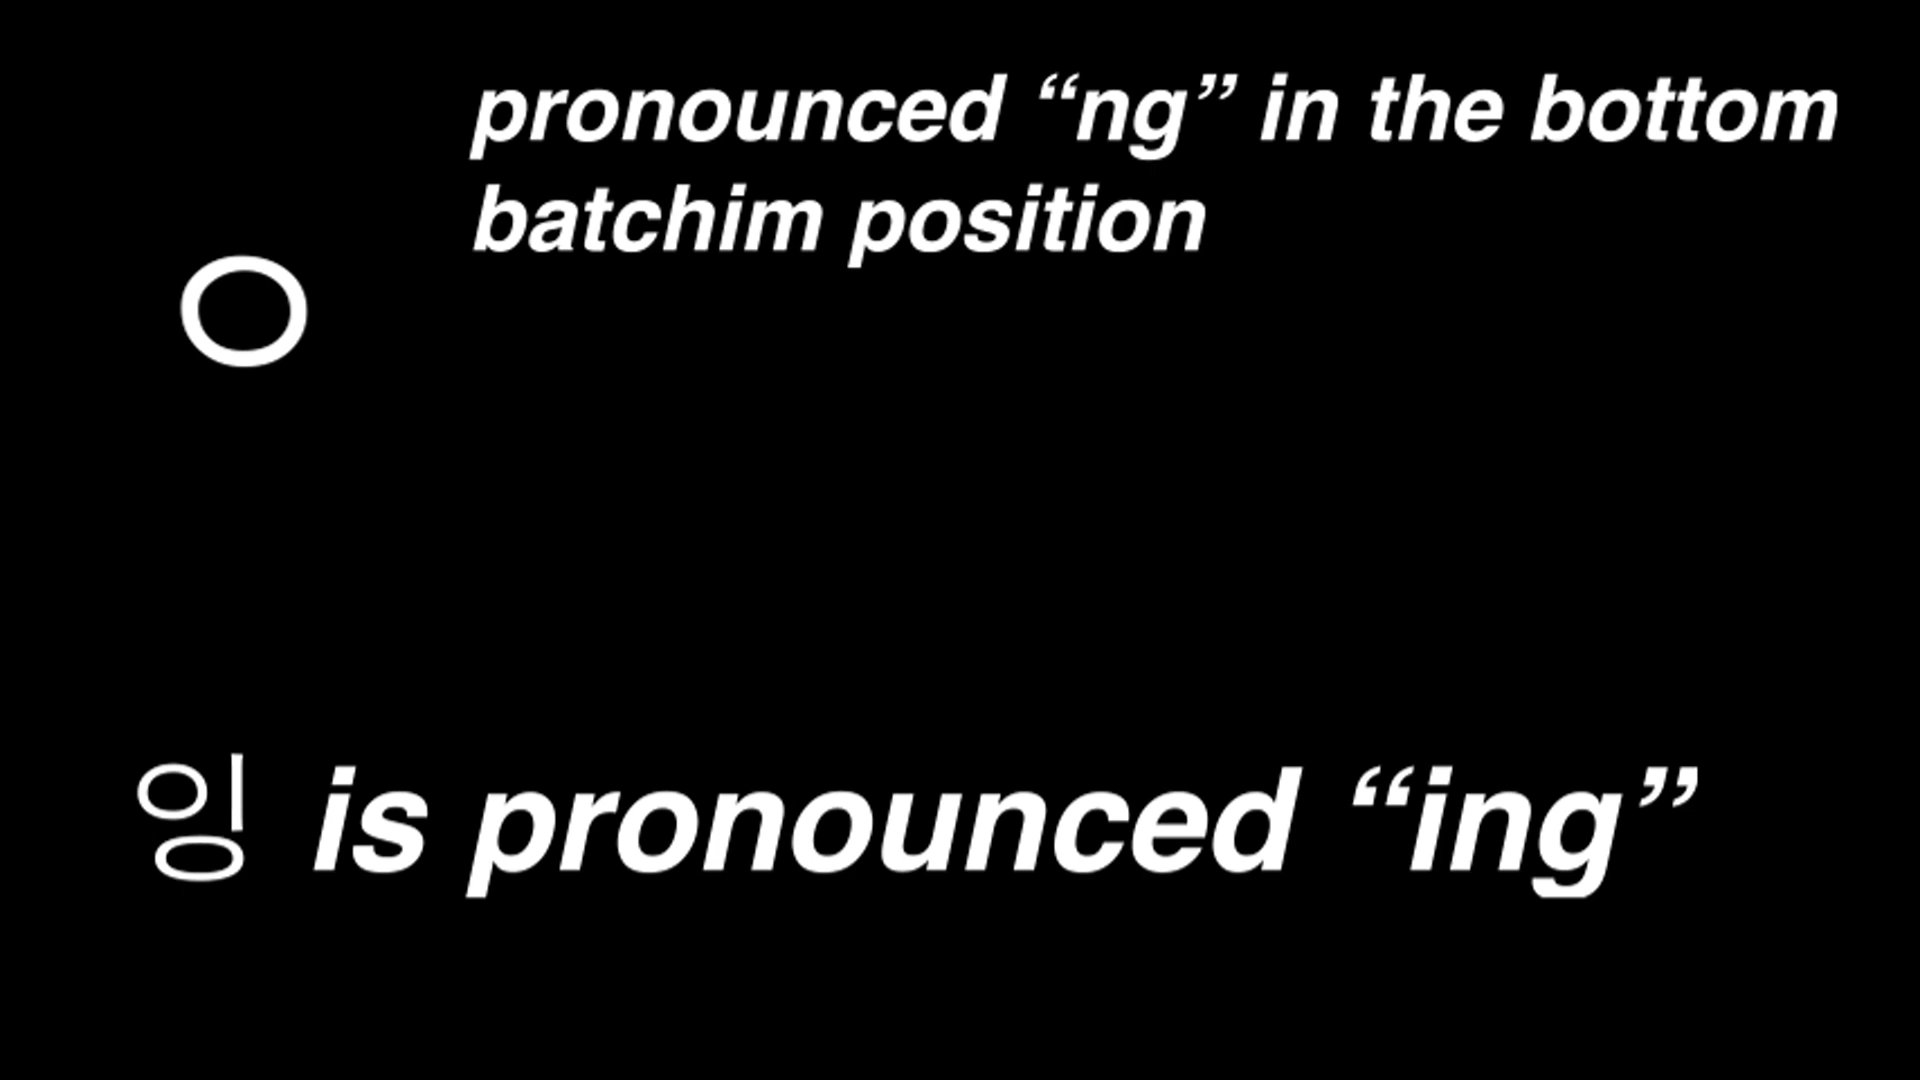 pronounced “ng” in the bottom
batchim position
ㅇ
잉 is pronounced “ing”